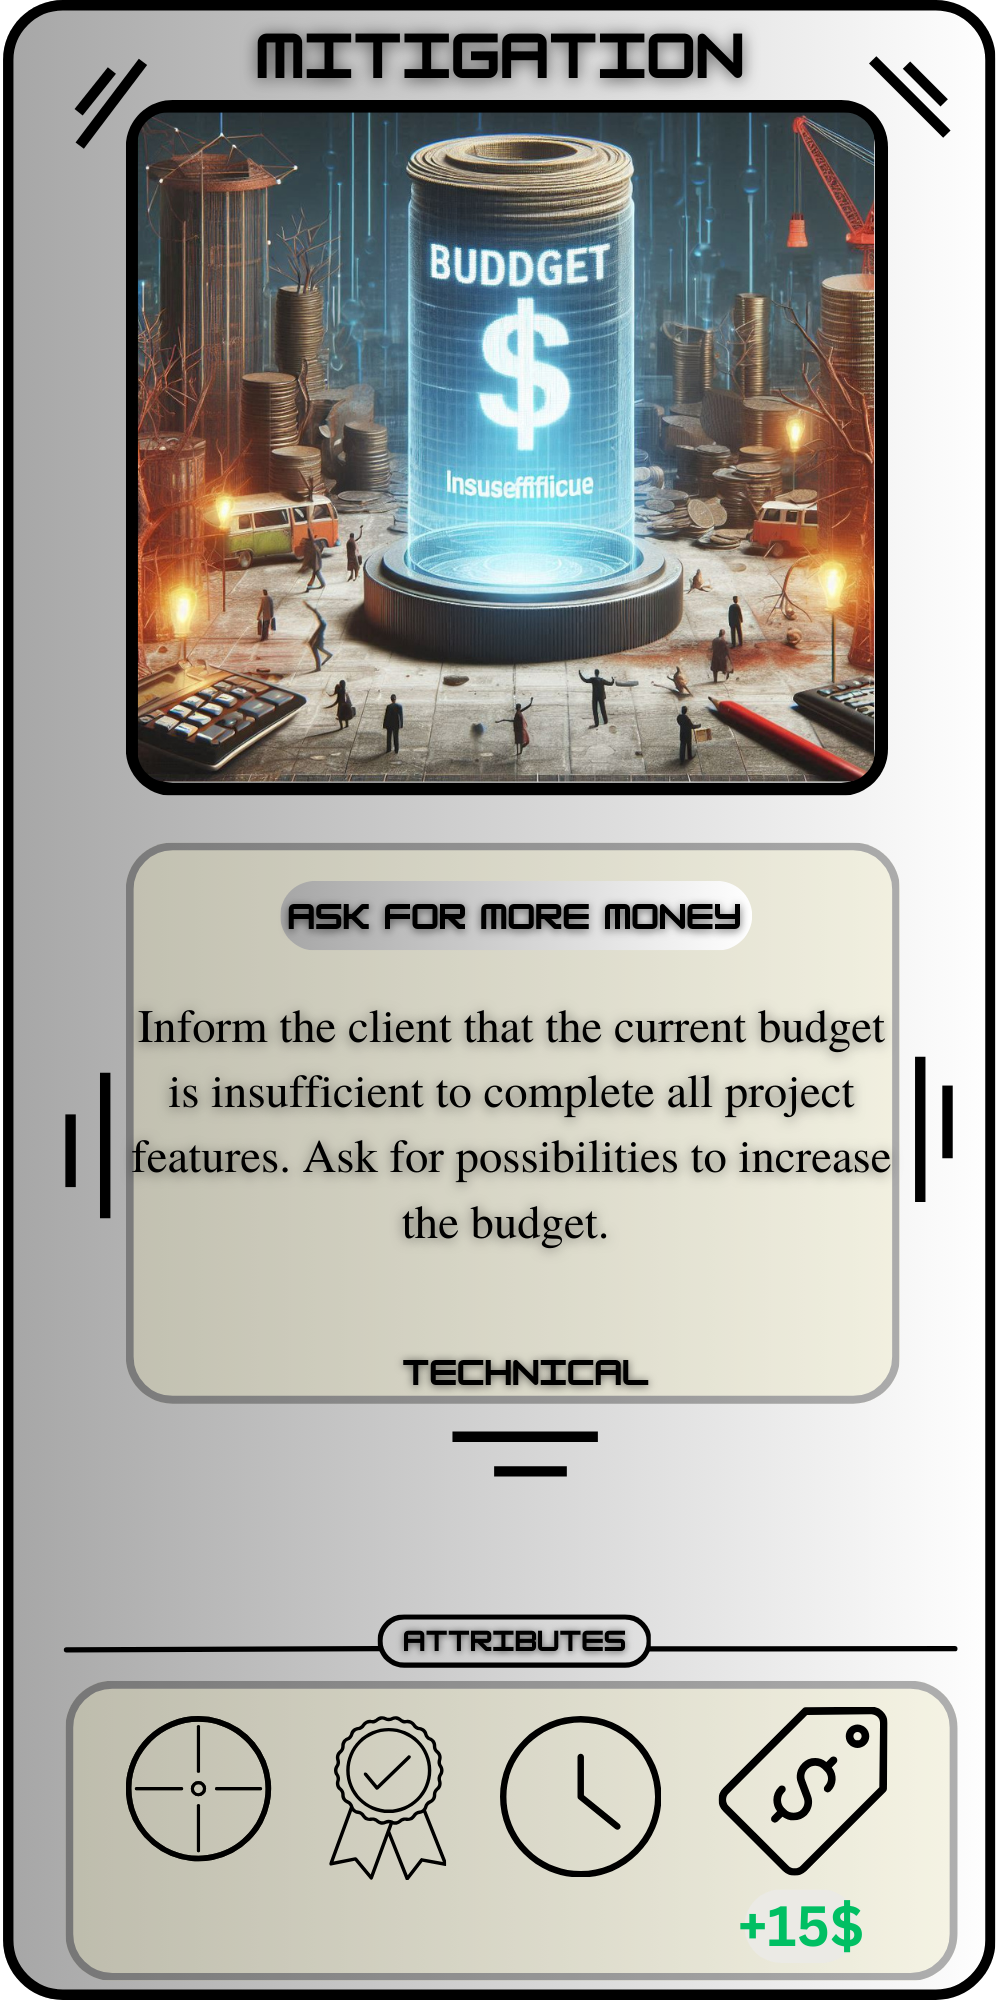 MITIGATION
BUDDGET
$
Insuseffifflicue
ASK FOR MORE MONEY
Inform the client that the current budget
is insufficient to complete all project
features. Ask for possibilities to increase
the budget.
TECHNICAL
ATTRIBUTES
$
+15$